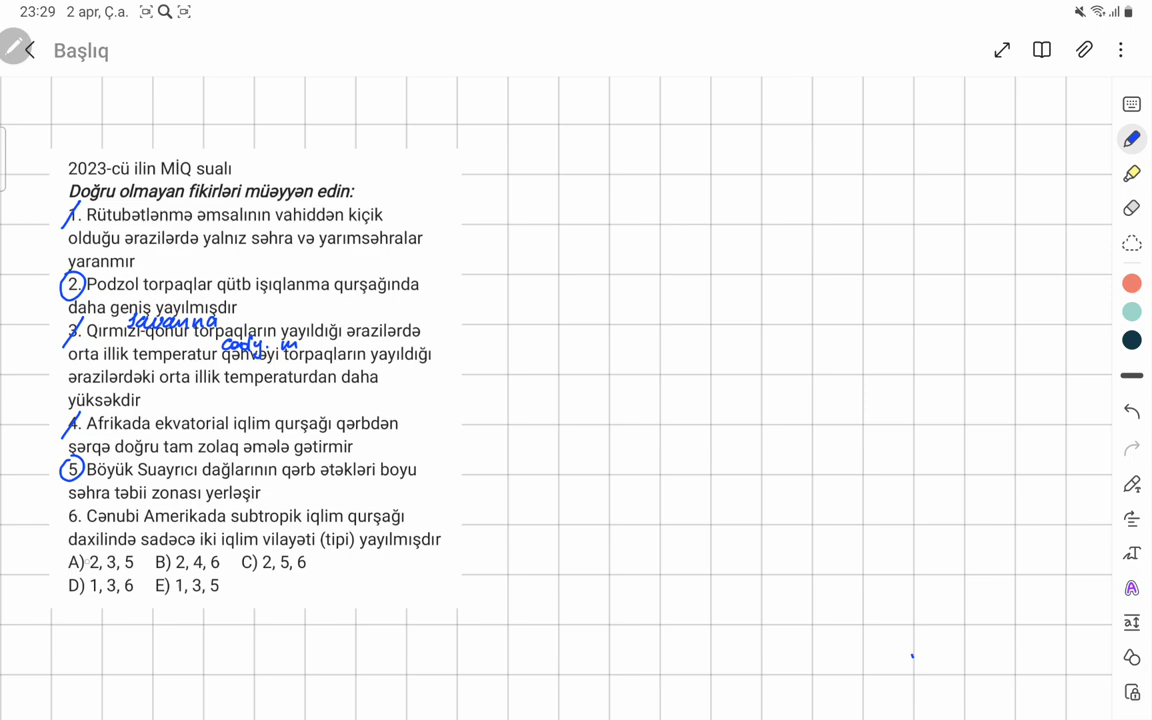 23:29 2 apr, Ç.a.
Başlıq
2023-cü ilin MİQ sualı
Doğru olmayan fikirləri müəyyən edin:
1. Rütubətlənmə əmsalının vahiddən kiçik
olduğu ərazilərdə yalnız səhra və yarımsəhralar
yaranmır
2. Podzol torpaqlar qütb işıqlanma qurşağında
daha geniş yayılmışdır
savanna
3. Qırmızı-qonur torpaqların yayıldığı ərazilərdə
orta illik temperatur qəhvəyi torpaqların yayıldığı
ərazilərdəki orta illik temperaturdan daha
yüksəkdir
4. Afrikada ekvatorial iqlim qurşağı qərbdən
şərqə doğru tam zolaq əmələ gətirmir
5. Böyük Suayrıcı dağlarının qərb ətəkləri boyu
səhra təbii zonası yerləşir
6. Cənubi Amerikada subtropik iqlim qurşağı
daxilində sadəcə iki iqlim vilayəti (tipi) yayılmışdır
A) 2, 3, 5 B) 2, 4, 6 C) 2, 5, 6
D) 1, 3, 6 E) 1, 3, 5